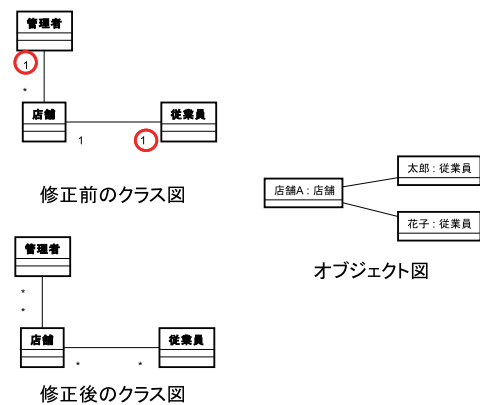 管理者
1
*
店舗
従業員
1
1
修正前のクラス図
太郎:従業員
店舗A:店舗
花子:従業員
オブジェクト図
管理者
*
*
店舗
従業員
*
*
修正後のクラス図